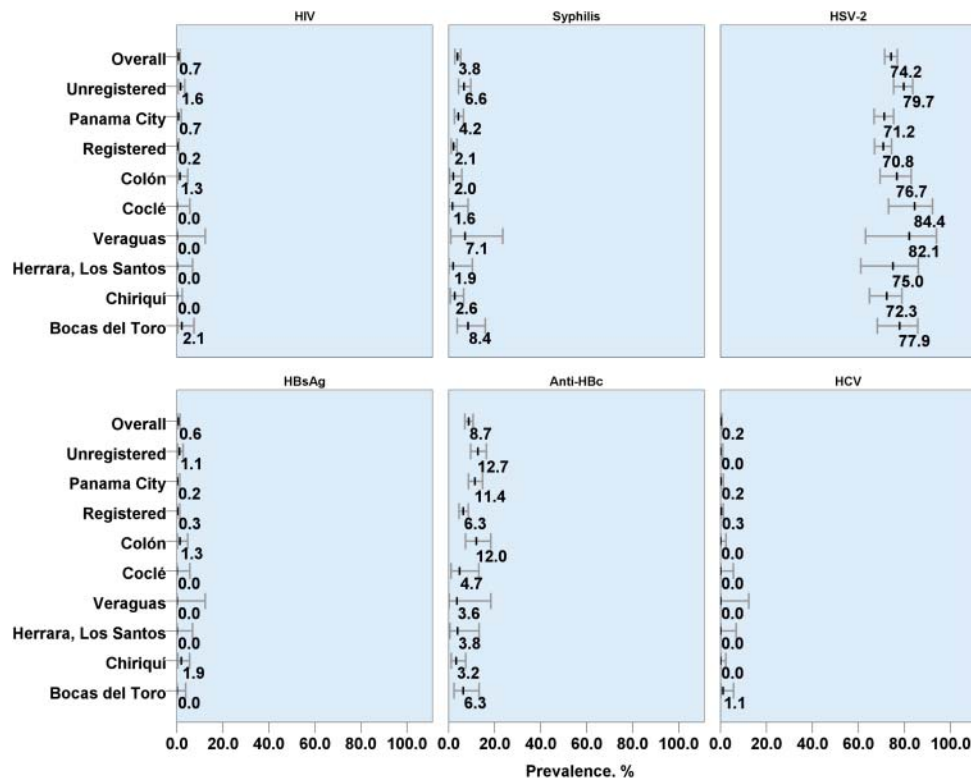 HIV Syphilis HSV-2
Overall 0.7 3.8 74.2
Unregistered 1.6 6.6 79.7
Panama City 0.7 4.2 71.2
Registered 0.2 2.1 70.8
Colón 1.3 2.0 76.7
Coclé 0.0 1.6 84.4
Veraguas 0.0 7.1 82.1
Herrara, Los Santos 0.0 1.9 75.0
Chiriquí 0.0 2.6 72.3
Bocas del Toro 2.1 8.4 77.9
HBsAg Anti-HBc HCV
Overall 0.6 8.7 0.2
Unregistered 1.1 12.7 0.0
Panama City 0.2 11.4 0.2
Registered 0.3 6.3 0.3
Colón 1.3 12.0 0.0
Coclé 0.0 4.7 0.0
Veraguas 0.0 3.6 0.0
Herrara, Los Santos 0.0 3.8 0.0
Chiriquí 1.9 3.2 0.0
Bocas del Toro 0.0 6.3 1.1
0.0 20.0 40.0 60.0 80.0 100.0 0.0 20.0 40.0 60.0 80.0 100.0 0.0 20.0 40.0 60.0 80.0 100.0
Prevalence. %